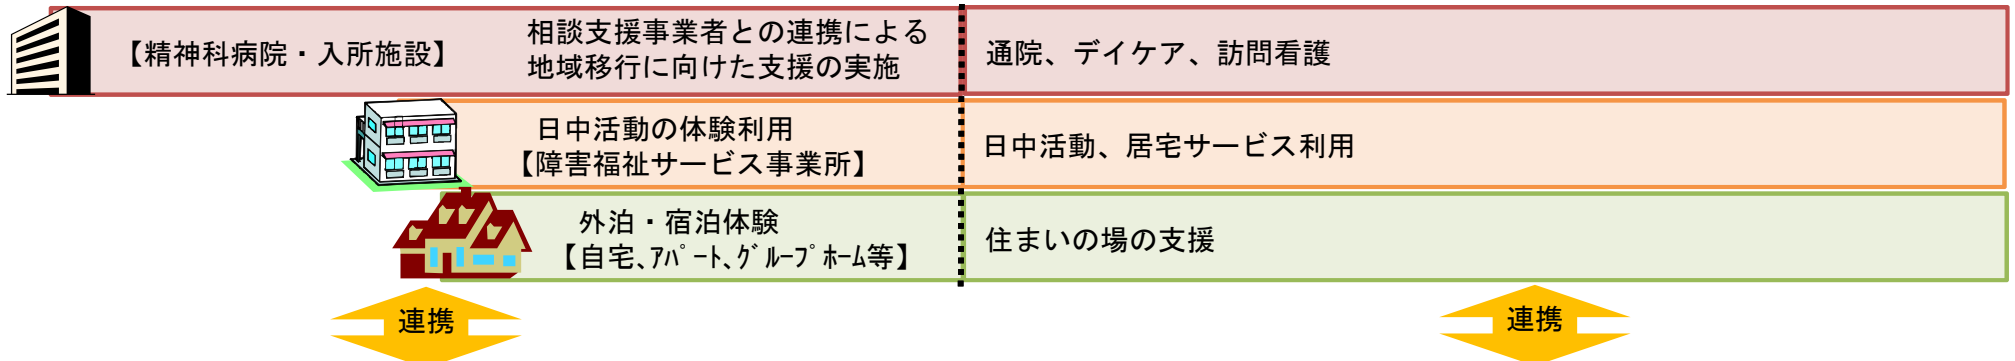 【精神科病院・入所施設】
相談支援事業者との連携による
地域移行に向けた支援の実施
通院、デイケア、訪問看護
日中活動の体験利用
【障害福祉サービス事業所】
日中活動、居宅サービス利用
外泊・宿泊体験
【自宅、ｱﾊﾟｰﾄ、ｸﾞﾙｰﾌﾟﾎｰﾑ等】
住まいの場の支援
連携
連携